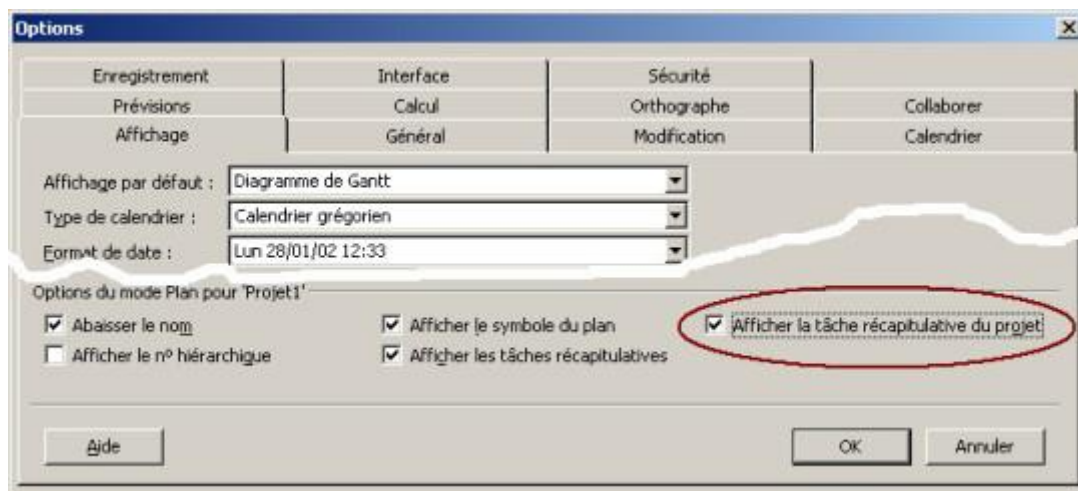 Options
Enregistrement Interface Sécurité
Prévisions Calcul Orthographe Collaborer
Affichage Général Modification Calendrier
Affichage par défaut : Diagramme de Gantt
Type de calendrier : Calendrier grégorien
Format de date : Lun 28/01/02 12:33
Options du mode Plan pour 'Projet1'
Abaisser le nom Afficher le symbole du plan Afficher la tâche récapitulative du projet
Afficher le nº hiérarchique Afficher les tâches récapitulatives
Aide OK Annuler